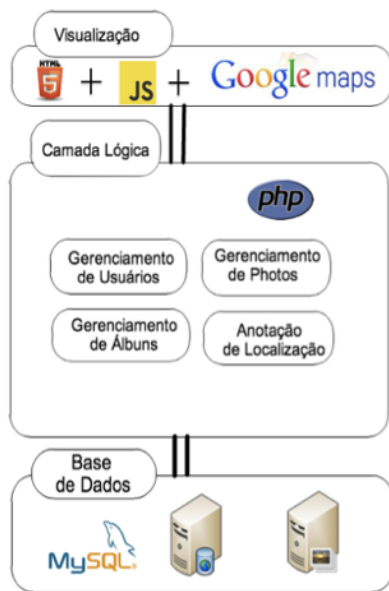 Visualização
HTML
5 + JS + Google maps
Camada Lógica
php
Gerenciamento
de Usuários
Gerenciamento
de Photos
Gerenciamento
de Álbuns
Anotação
de Localização
Base
de Dados
MySQL®